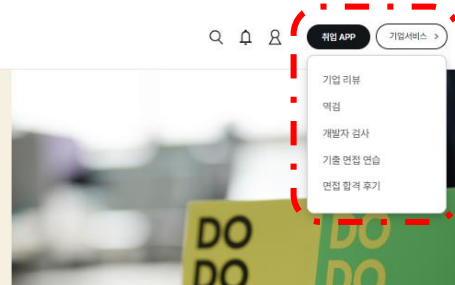 취업 APP
기업서비스 >
기업 리뷰
역검
개발자 검사
기출 면접 연습
면접 합격 후기
DO DO
DO DO